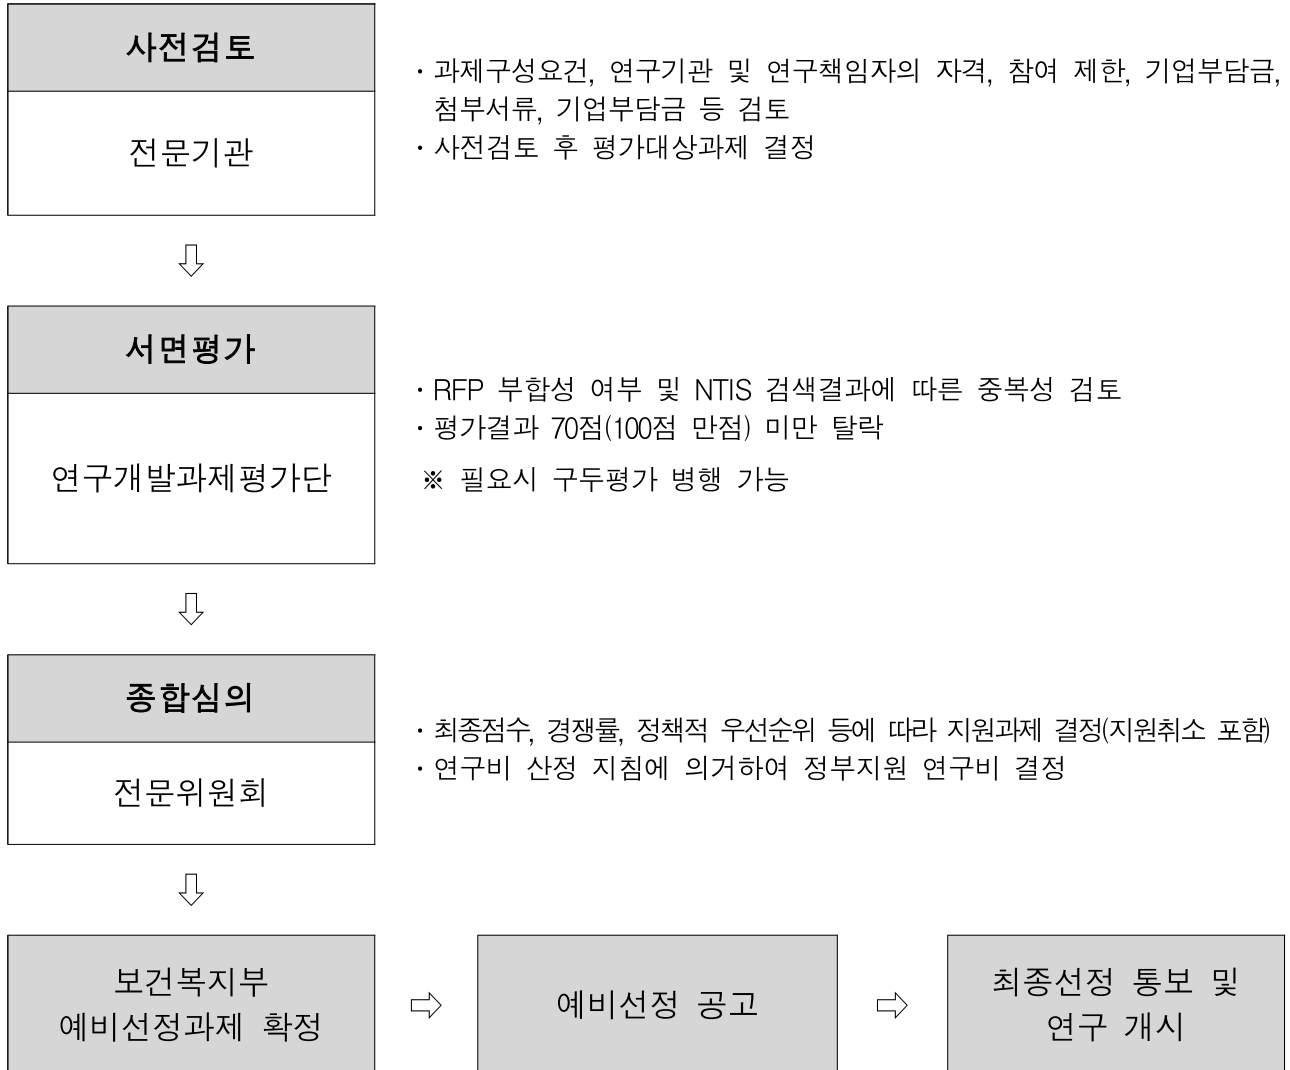 사전검토
전문기관
· 과제구성요건, 연구기관 및 연구책임자의 자격, 참여 제한, 기업부담금,
첨부서류, 기업부담금 등 검토
· 사전검토 후 평가대상과제 결정
⇩
서면평가
연구개발과제평가단
· RFP 부합성 여부 및 NTIS 검색결과에 따른 중복성 검토
· 평가결과 70점(100점 만점) 미만 탈락
※ 필요시 구두평가 병행 가능
⇩
종합심의
전문위원회
· 최종점수, 경쟁률, 정책적 우선순위 등에 따라 지원과제 결정(지원취소 포함)
· 연구비 산정 지침에 의거하여 정부지원 연구비 결정
⇩
보건복지부
예비선정과제 확정
⇨
예비선정 공고
⇨
최종선정 통보 및
연구 개시